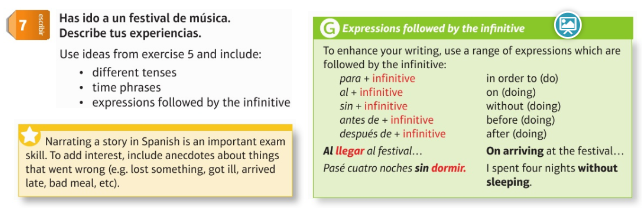 7
escribir
Has ido a un festival de música.
Describe tus experiencias.
Use ideas from exercise 5 and include:
• different tenses
• time phrases
• expressions followed by the infinitive
Narrating a story in Spanish is an important exam
skill. To add interest, include anecdotes about things
that went wrong (e.g. lost something, got ill, arrived
late, bad meal, etc).
G Expressions followed by the infinitive
To enhance your writing, use a range of expressions which are
followed by the infinitive:
para + infinitive in order to (do)
al + infinitive on (doing)
sin + infinitive without (doing)
antes de + infinitive before (doing)
después de + infinitive after (doing)
Al llegar al festival… On arriving at the festival…
Pasé cuatro noches sin dormir. I spent four nights without
sleeping.